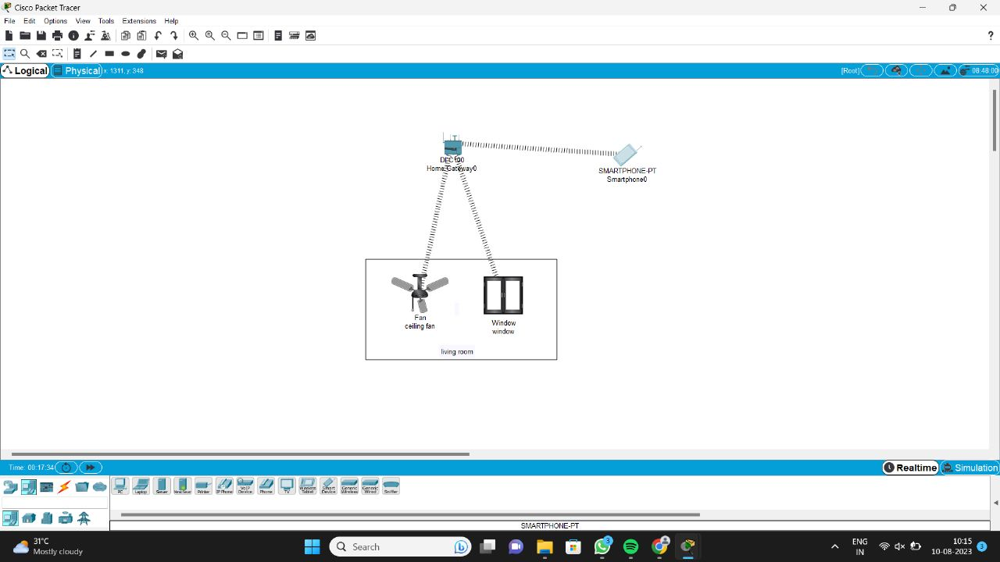 Cisco Packet Tracer
File Edit Options View Tools Extensions Help
?
Logical Physical x: 1311, y: 348 [Root] 08:48:00
DLC100
Home Gateway0
SMARTPHONE-PT
Smartphone0
Fan
ceiling fan
Window
window
living room
Time: 00:17:34 Realtime Simulation
PC Laptop Server Printer IP Phone VoIP Device Phone TV Wireless Tablet Smart Device Generic Wireless Generic Wired Sniffer
SMARTPHONE-PT
31°C
Mostly cloudy
Search
3
ENG
IN
10:15
10-08-2023
3